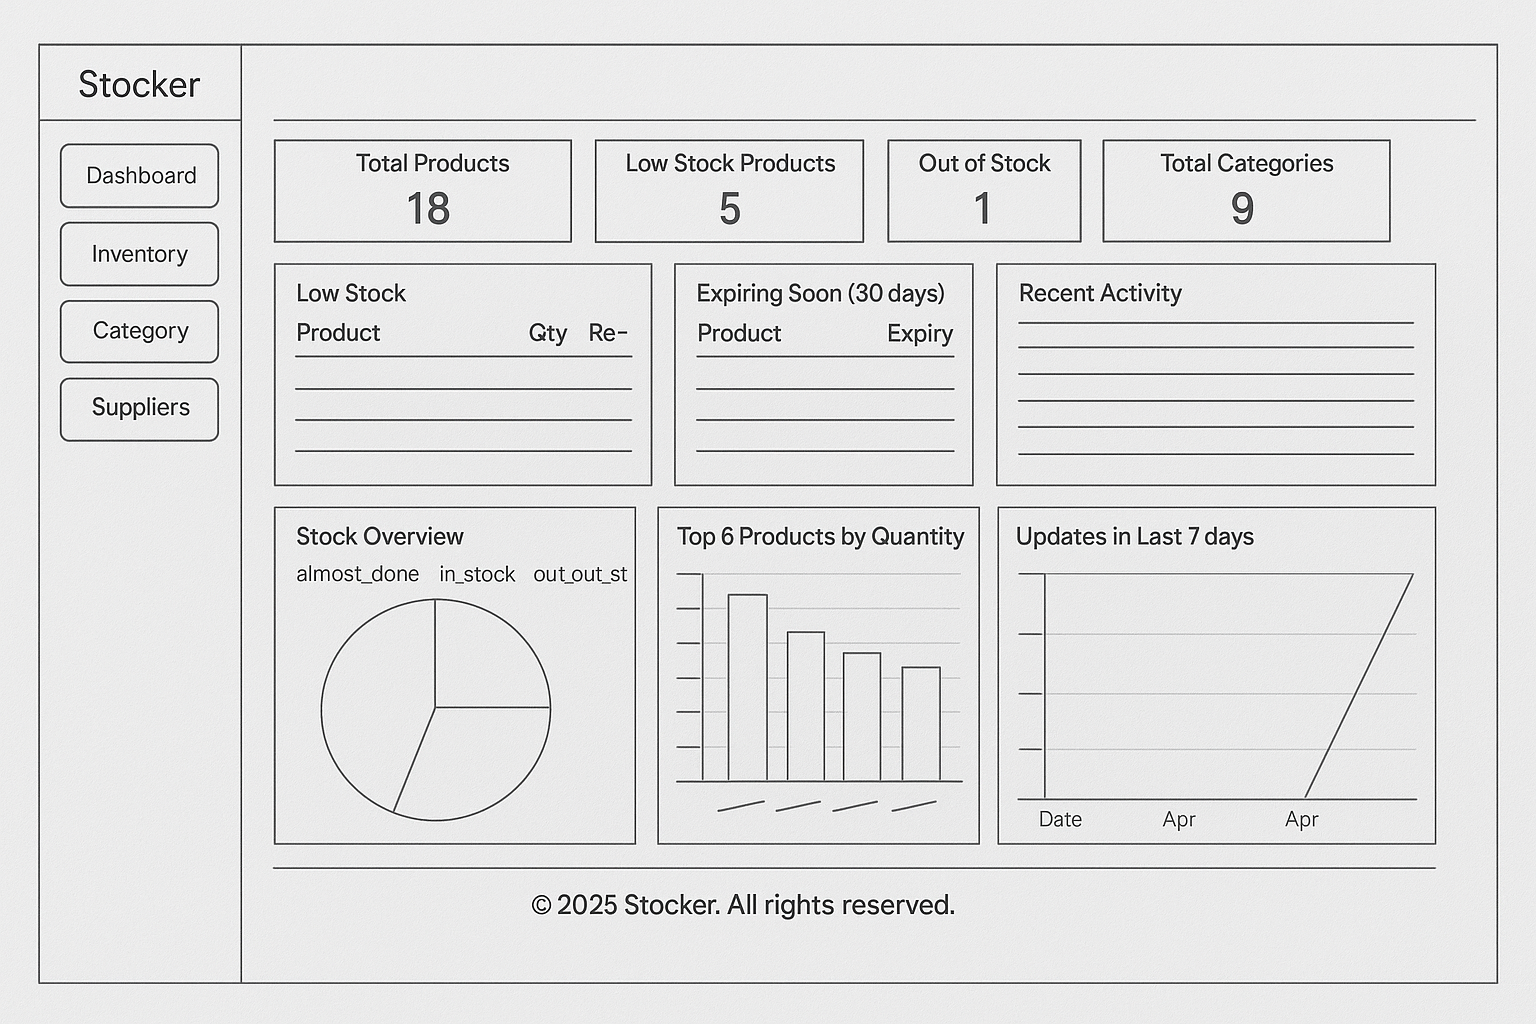 Stocker
Dashboard
Inventory
Category
Suppliers
Total Products
18
Low Stock Products
5
Out of Stock
1
Total Categories
9
Low Stock
Product Qty Re-
Expiring Soon (30 days)
Product Expiry
Recent Activity
Stock Overview
almost_done in_stock out_out_st
Top 6 Products by Quantity
Updates in Last 7 days
Date Apr Apr
© 2025 Stocker. All rights reserved.